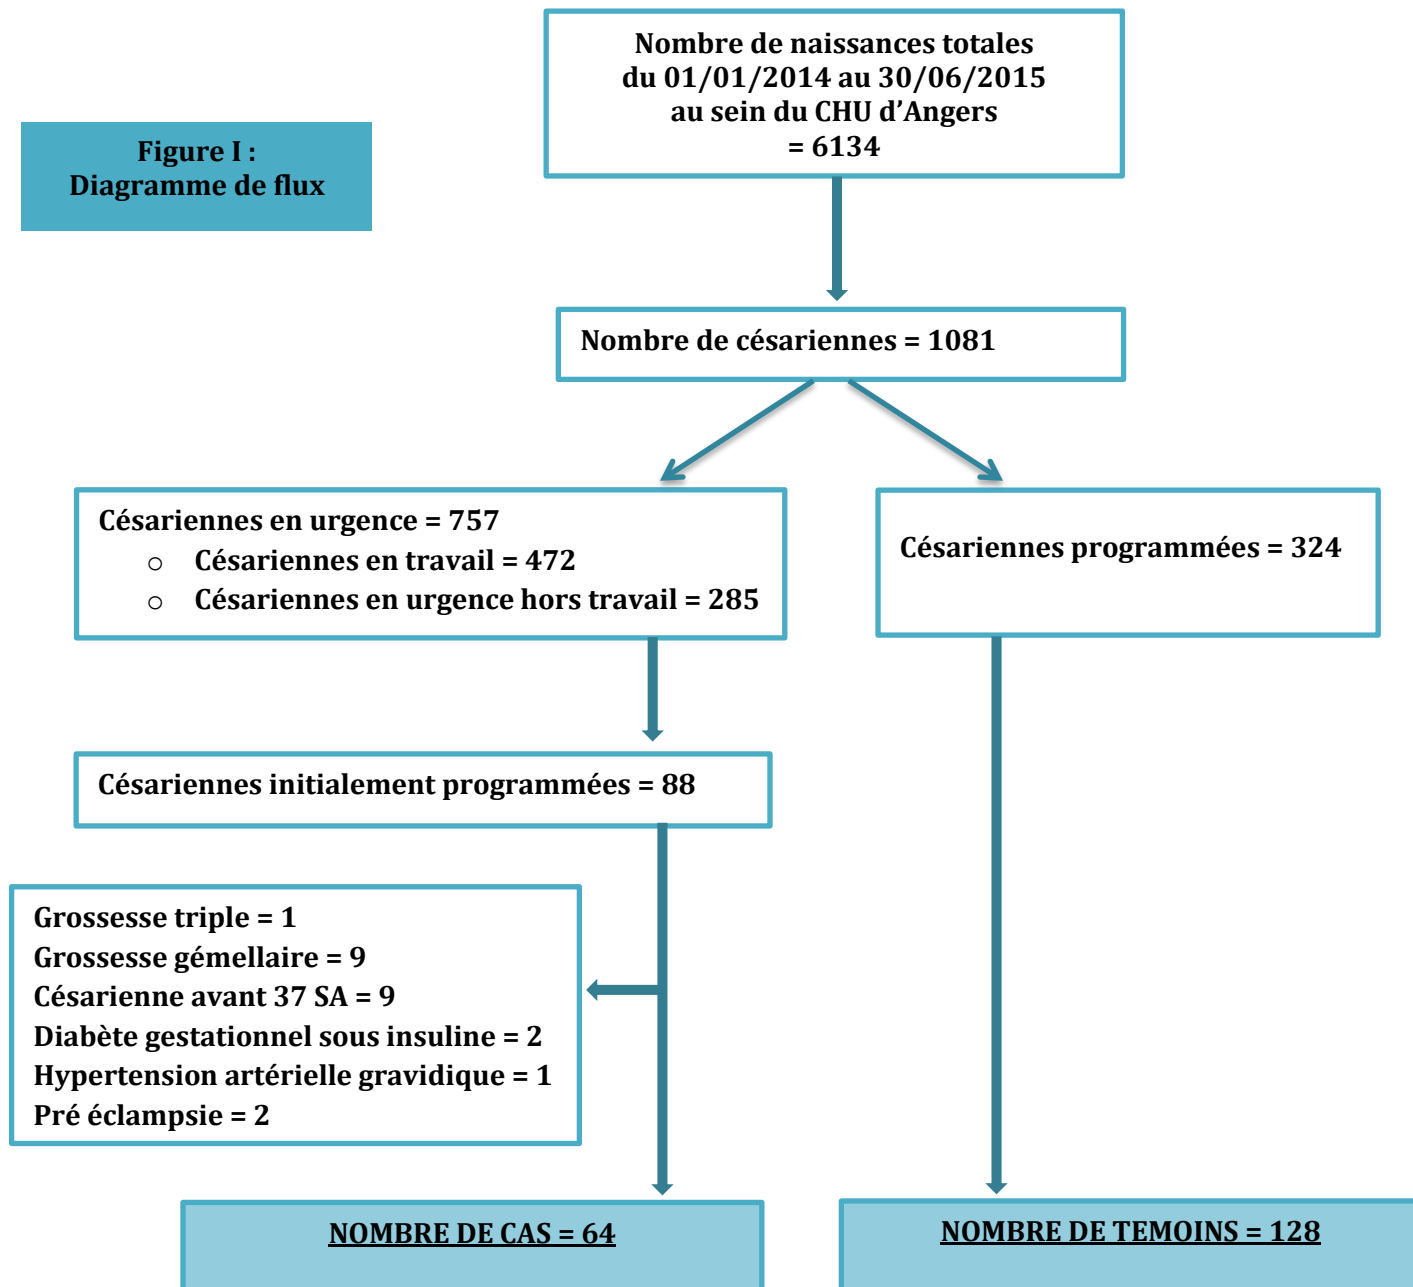 Nombre de naissances totales
du 01/01/2014 au 30/06/2015
au sein du CHU d’Angers
= 6134
Figure I :
Diagramme de flux
Nombre de césariennes = 1081
Césariennes en urgence = 757
o Césariennes en travail = 472
o Césariennes en urgence hors travail = 285
Césariennes programmées = 324
Césariennes initialement programmées = 88
Grossesse triple = 1
Grossesse gémellaire = 9
Césarienne avant 37 SA = 9
Diabète gestationnel sous insuline = 2
Hypertension artérielle gravidique = 1
Pré éclampsie = 2
NOMBRE DE CAS = 64
NOMBRE DE TEMOINS = 128